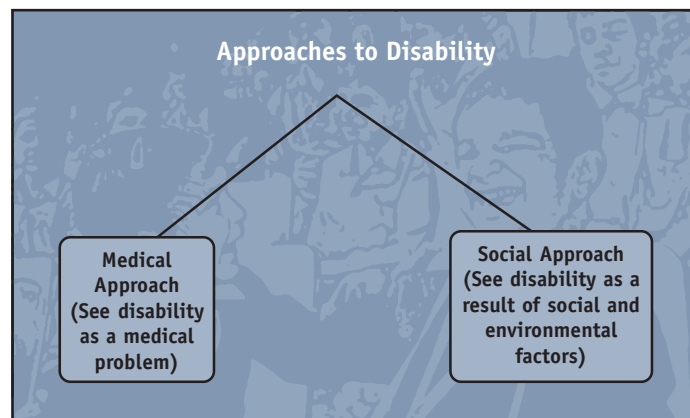 Approaches to Disability
Medical
Approach
(See disability
as a medical
problem)
Social Approach
(See disability as a
result of social and
environmental
factors)